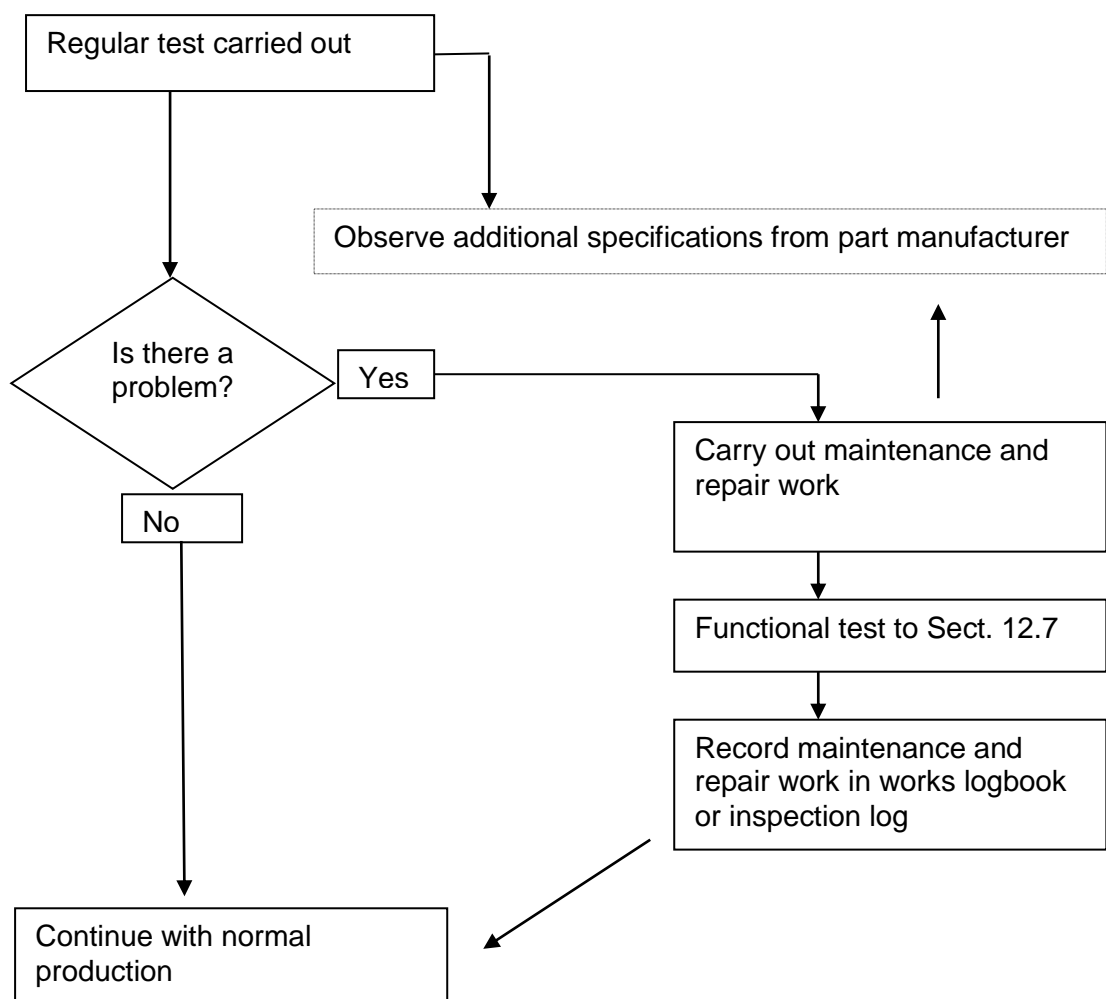 Regular test carried out
Observe additional specifications from part manufacturer
Is there a
problem?
Yes
Carry out maintenance and
repair work
No
Functional test to Sect. 12.7
Record maintenance and
repair work in works logbook
or inspection log
Continue with normal
production